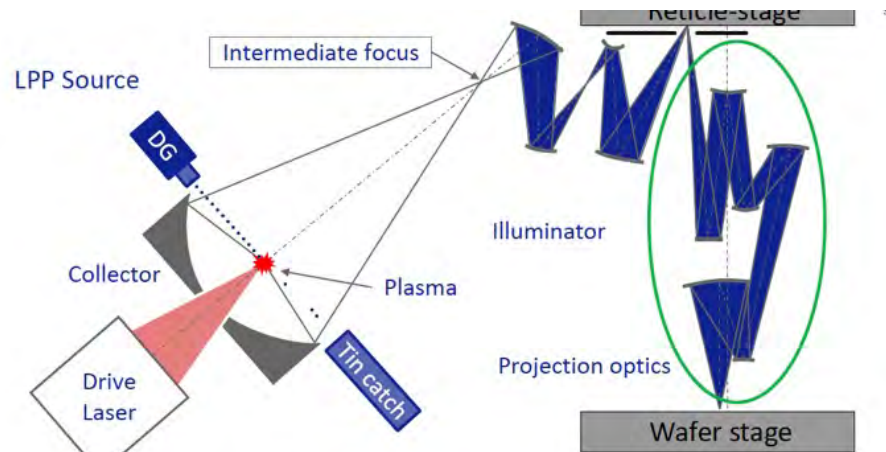 Reticle-stage
Intermediate focus
LPP Source
DG
Illuminator
Collector
Plasma
Projection optics
Drive
Laser
Tin catch
Wafer stage